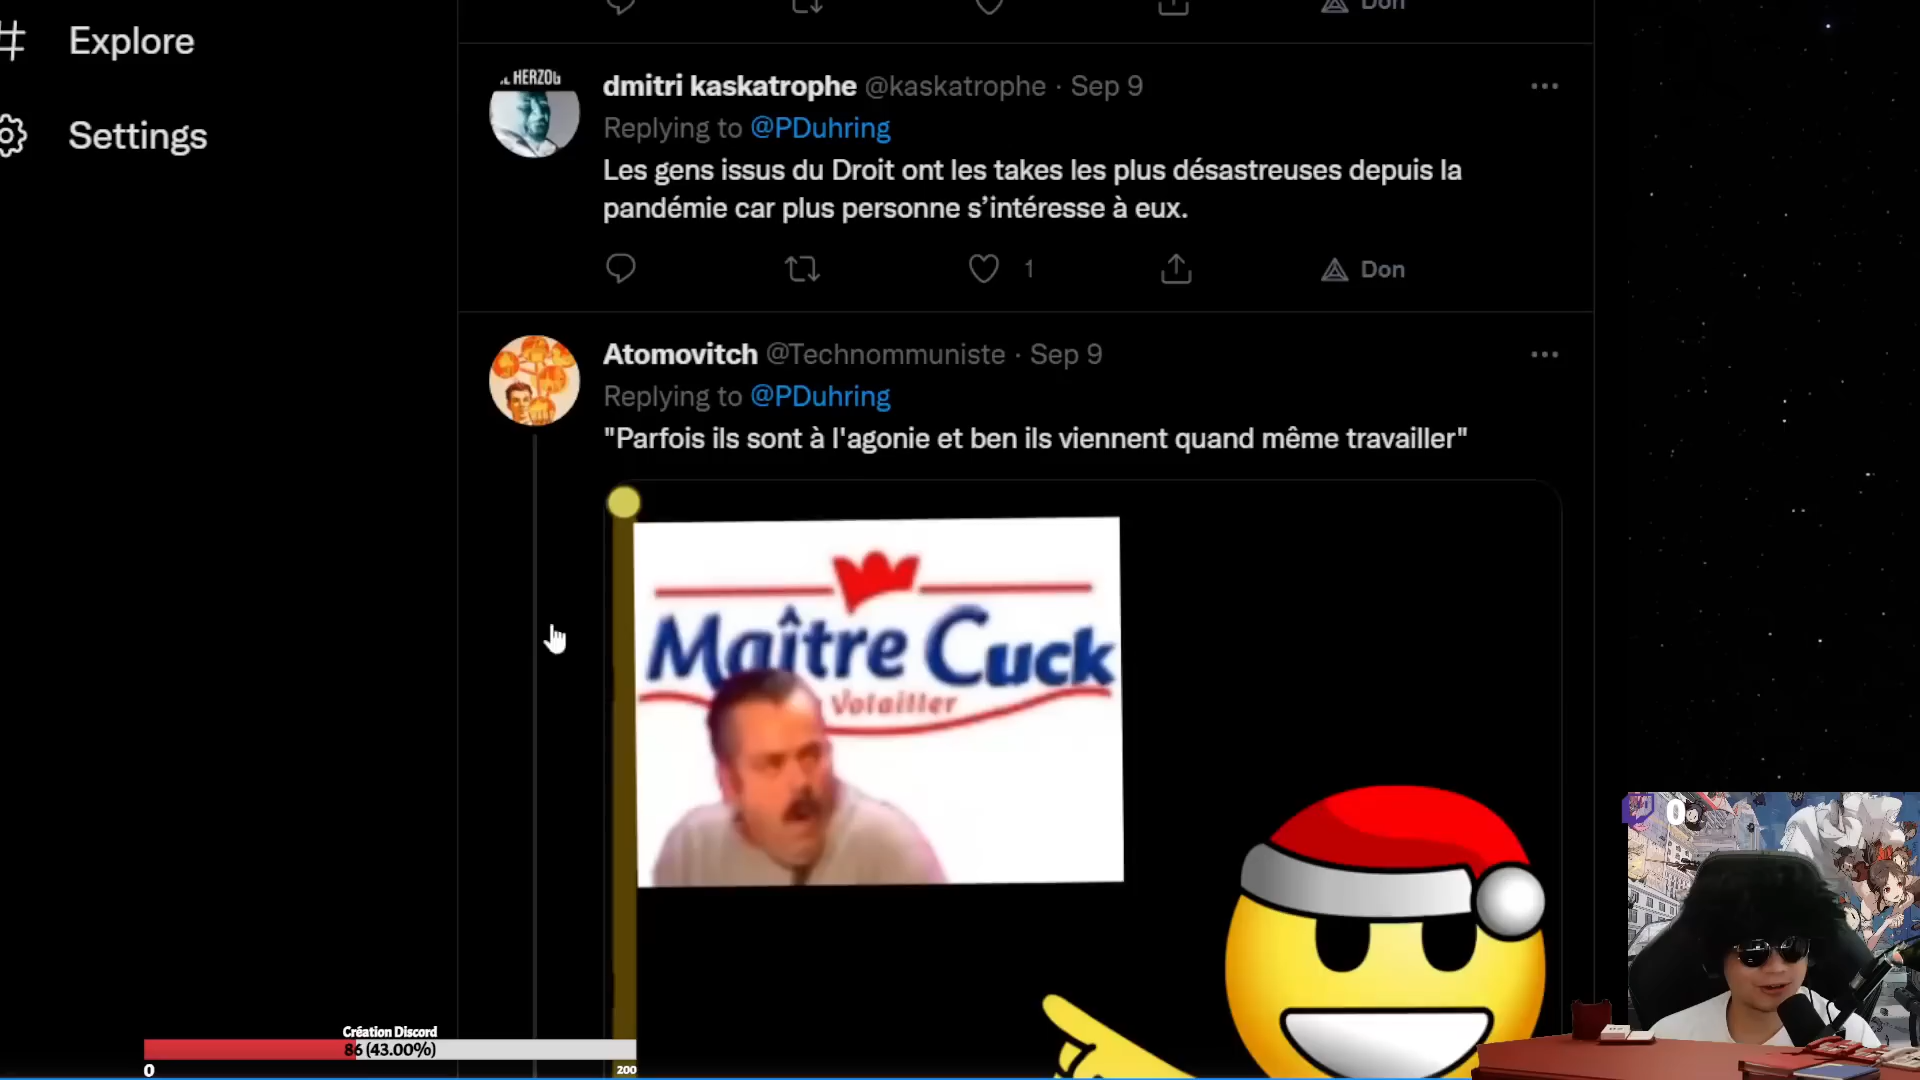 Don
Explore
Settings
HERZOG
dmitri kaskatrophe @kaskatrophe · Sep 9
Replying to @PDuhring
Les gens issus du Droit ont les takes les plus désastreuses depuis la
pandémie car plus personne s’intéresse à eux.
1
Don
Atomovitch @Technommuniste · Sep 9
Replying to @PDuhring
"Parfois ils sont à l'agonie et ben ils viennent quand même travailler"
Maître Cuck
Volailler
0
Création Discord
86 (43.00%)
0
200